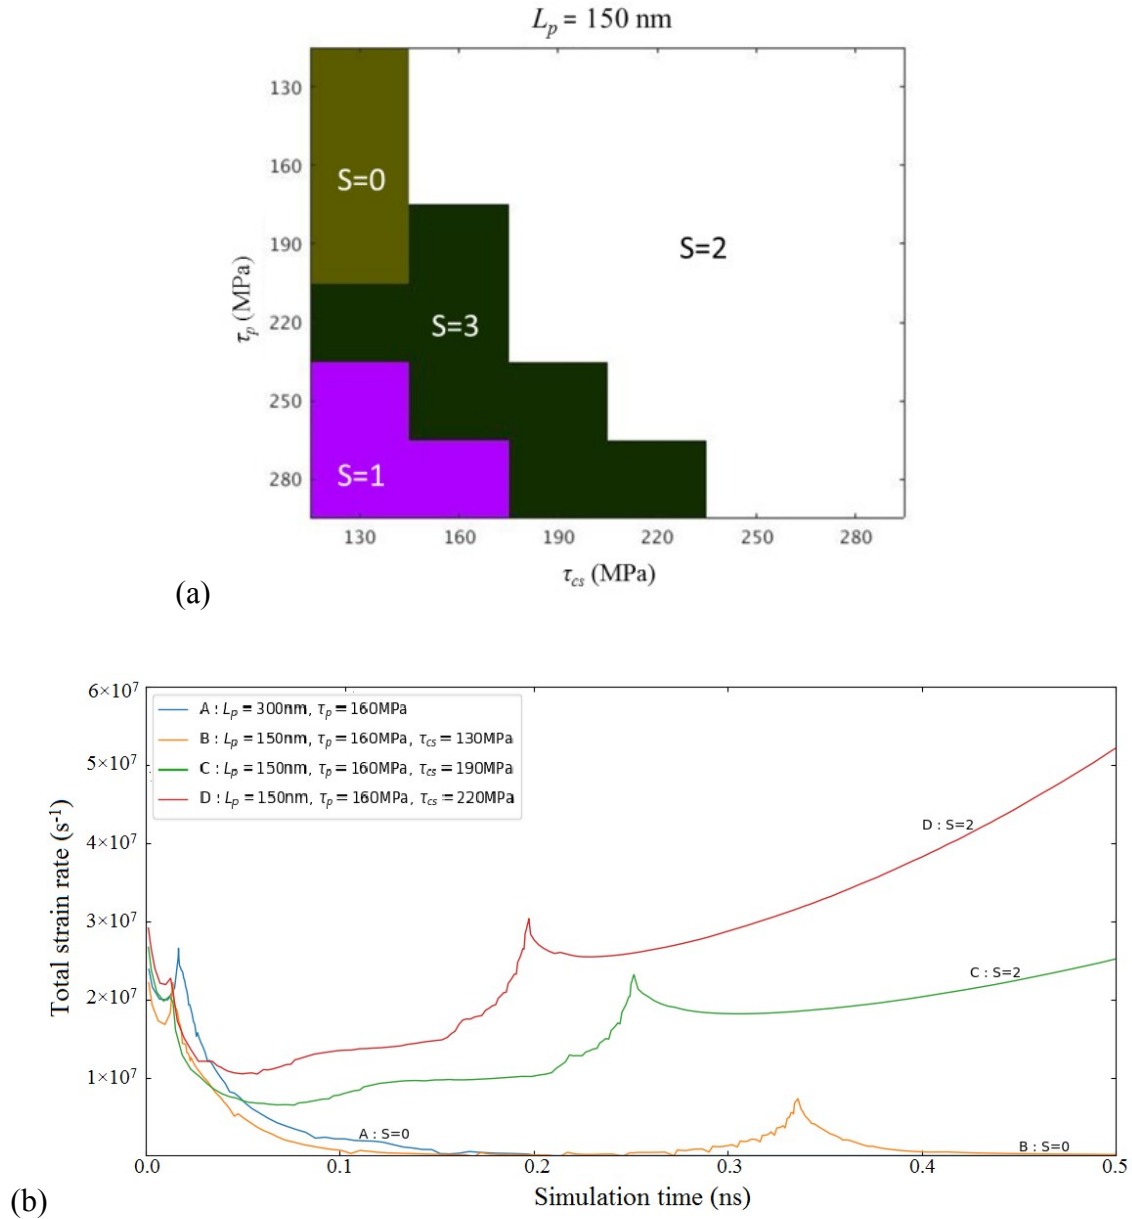 Lp = 150 nm
130
160
190
220
250
280
τp (MPa)
S=0
S=3
S=2
S=1
130 160 190 220 250 280
τcs (MPa)
(a)
6×10⁷
5×10⁷
4×10⁷
3×10⁷
2×10⁷
1×10⁷
Total strain rate (s⁻¹)
A : Lp = 300nm, τp = 160MPa
B : Lp = 150nm, τp = 160MPa, τcs = 130MPa
C : Lp = 150nm, τp = 160MPa, τcs = 190MPa
D : Lp = 150nm, τp = 160MPa, τcs = 220MPa
D : S=2
C : S=2
A : S=0
B : S=0
0.0 0.1 0.2 0.3 0.4 0.5
Simulation time (ns)
(b)